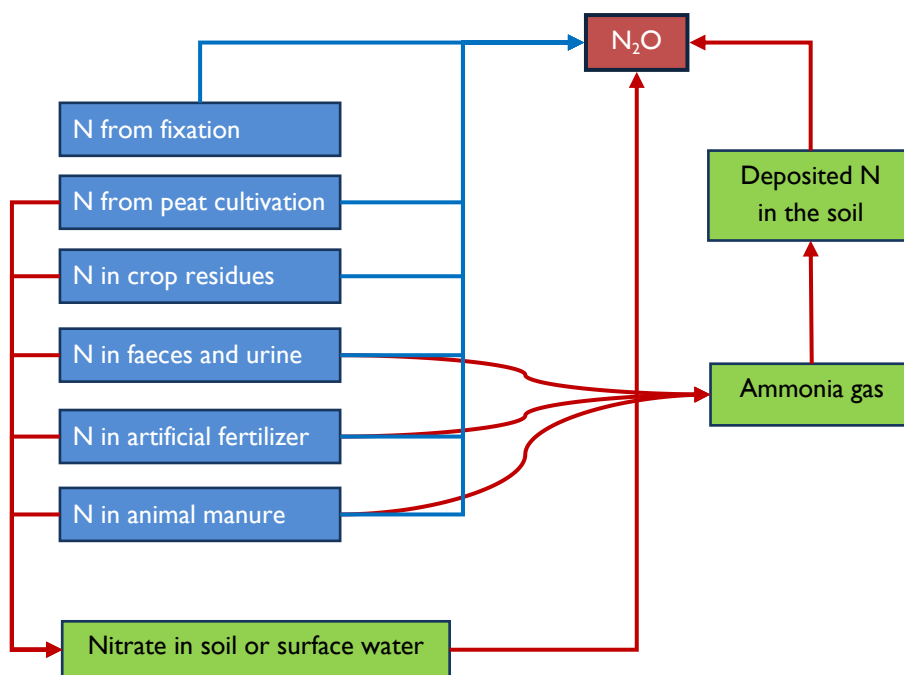 N₂O
N from fixation
N from peat cultivation
Deposited N
in the soil
N in crop residues
N in faeces and urine
Ammonia gas
N in artificial fertilizer
N in animal manure
Nitrate in soil or surface water